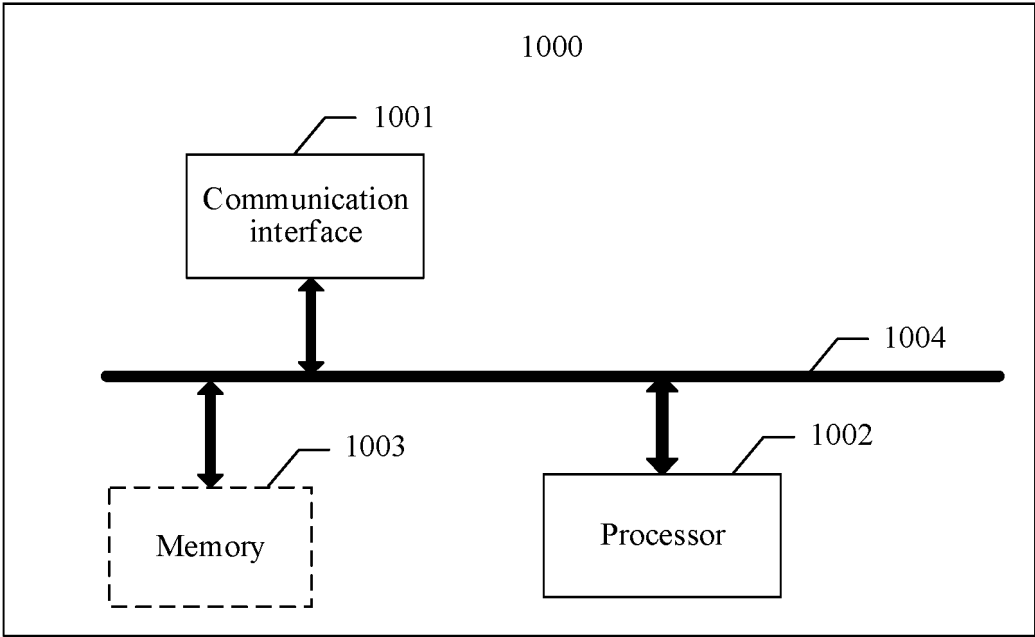 1000
1001
Communication
interface
1004
1003
1002
Memory
Processor